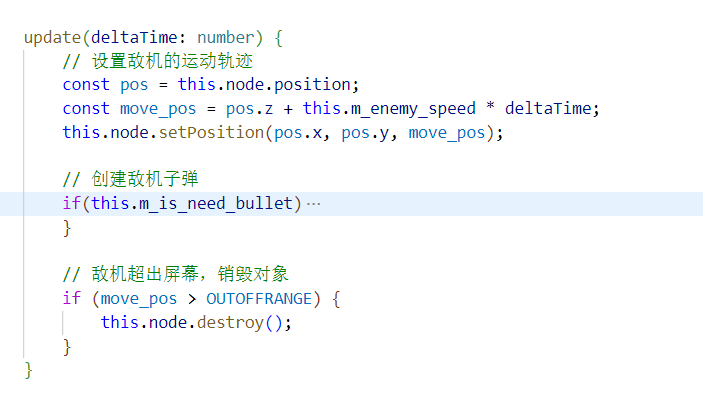 update(deltaTime: number) {
// 设置敌机的运动轨迹
const pos = this.node.position;
const move_pos = pos.z + this.m_enemy_speed * deltaTime;
this.node.setPosition(pos.x, pos.y, move_pos);
// 创建敌机子弹
if(this.m_is_need_bullet)…
}
// 敌机超出屏幕，销毁对象
if (move_pos > OUTOFFRANGE) {
this.node.destroy();
}
}